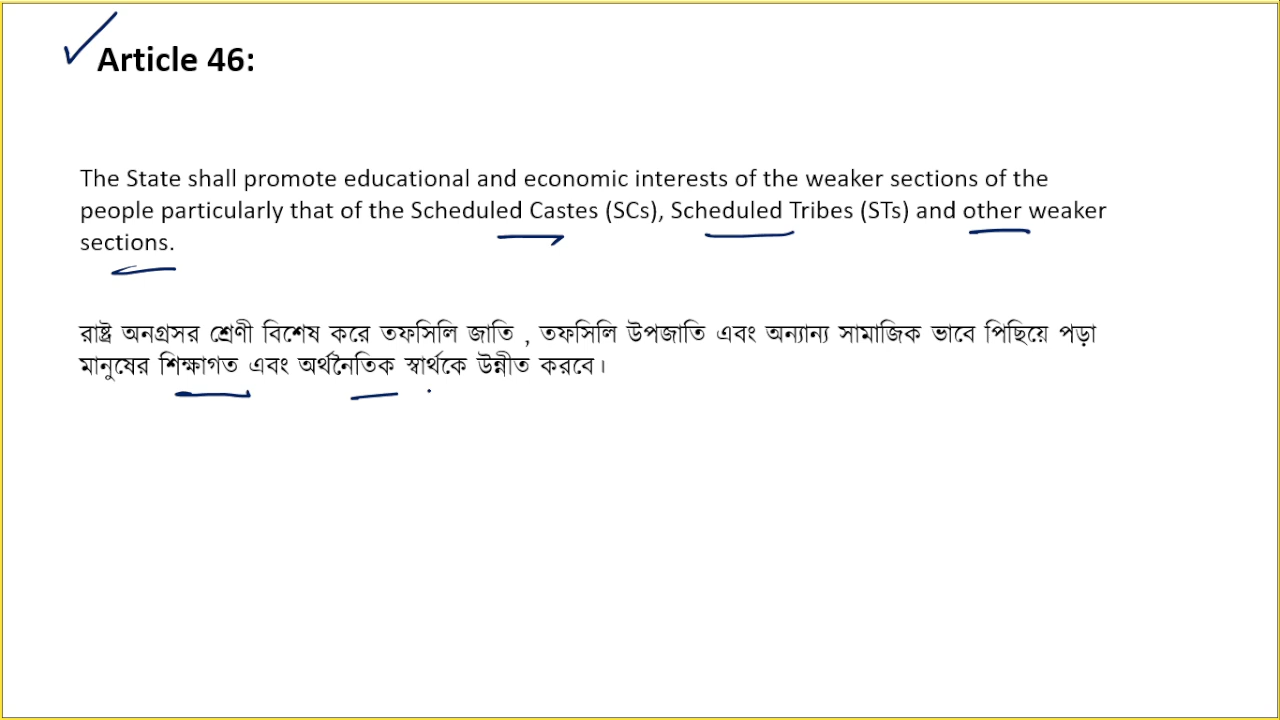 Article 46:
The State shall promote educational and economic interests of the weaker sections of the
people particularly that of the Scheduled Castes (SCs), Scheduled Tribes (STs) and other weaker
sections.
রাষ্ট্র অনগ্রসর শ্রেণী বিশেষ করে তফসিলি জাতি , তফসিলি উপজাতি এবং অন্যান্য সামাজিক ভাবে পিছিয়ে পড়া
মানুষের শিক্ষাগত এবং অর্থনৈতিক স্বার্থকে উন্নীত করবে।